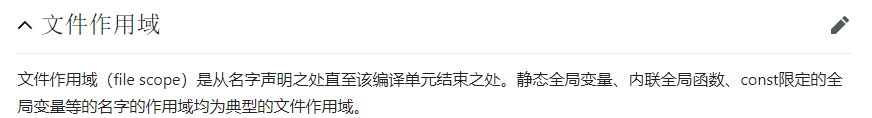 文件作用域
文件作用域（file scope）是从名字声明之处直至该编译单元结束之处。静态全局变量、内联全局函数、const限定的全
局变量等的名字的作用域均为典型的文件作用域。